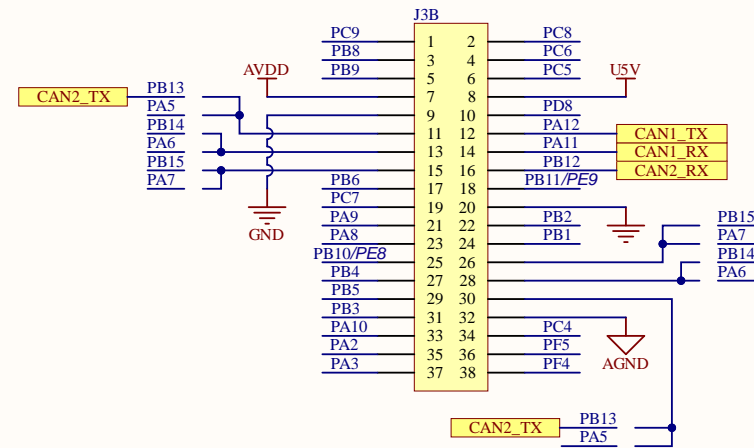 J3B
PC9 1 2 PC8
PB8 3 4 PC6
PB9 5 6 PC5
AVDD U5V
CAN2_TX PB13 7 8
PA5 9 10 PD8
PB14 11 12 PA12 CAN1_TX
PA6 13 14 PA11 CAN1_RX
PB15 15 16 PB12 CAN2_RX
PA7
PB6 17 18 PB11/PE9
PC7 19 20
GND
PA9 21 22 PB2 PB15
PA8 23 24 PB1 PA7
PB10/PE8 25 26 PB14
PB4 27 28 PA6
PB5 29 30
PB3 31 32
PA10 33 34 PC4
AGND
PA2 35 36 PF5
PA3 37 38 PF4
CAN2_TX PB13
PA5